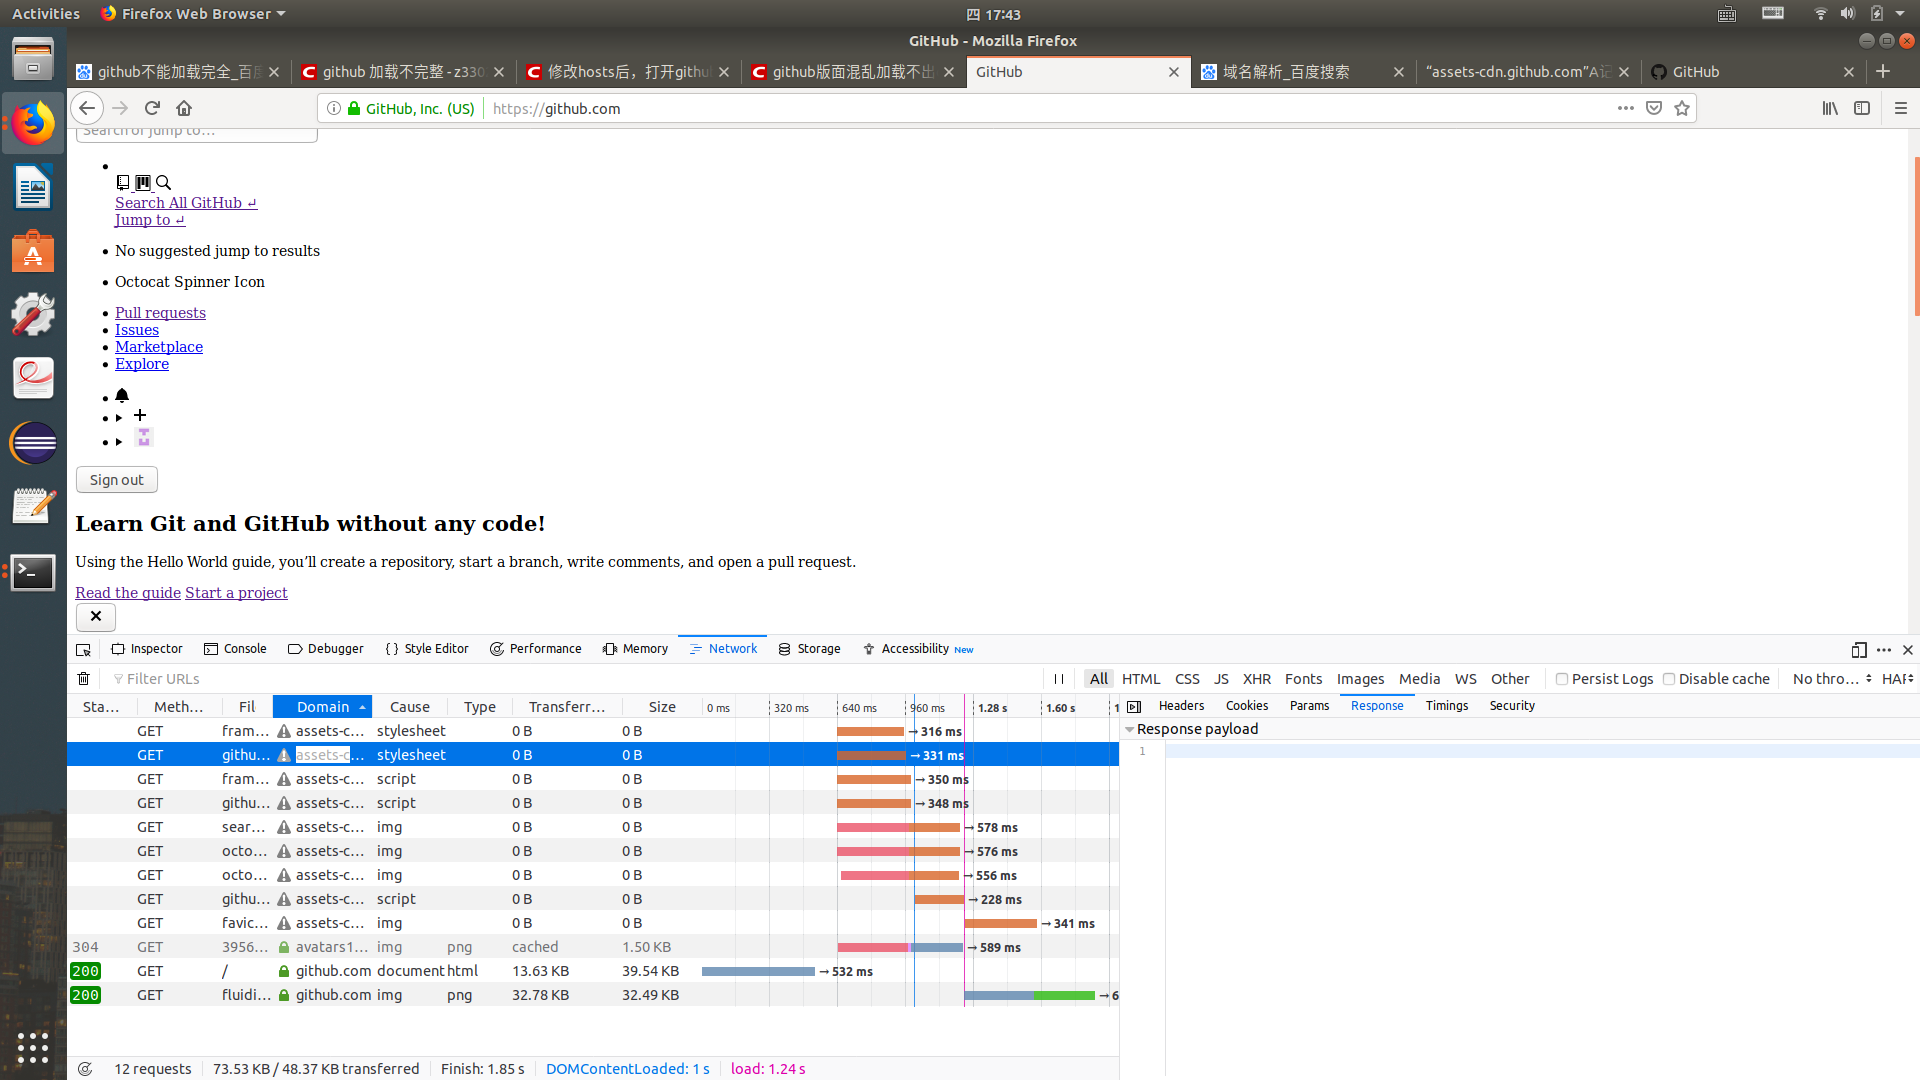 Activities
Firefox Web Browser
四 17:43
GitHub - Mozilla Firefox
github不能加载完全_百度
github 加载不完整 - z330
修改hosts后，打开githu
github版面混乱加载不出
GitHub
域名解析_百度搜索
“assets-cdn.github.com”A记
GitHub
GitHub, Inc. (US)
https://github.com
Search or jump to…
Search All GitHub ↵
Jump to ↵
No suggested jump to results
Octocat Spinner Icon
Pull requests
Issues
Marketplace
Explore
Sign out
Learn Git and GitHub without any code!
Using the Hello World guide, you’ll create a repository, start a branch, write comments, and open a pull request.
Read the guide Start a project
Inspector Console Debugger Style Editor Performance Memory Network Storage Accessibility New
Filter URLs
All HTML CSS JS XHR Fonts Images Media WS Other Persist Logs Disable cache No thro… HAR
Sta… Meth… Fil Domain Cause Type Transferr… Size 0 ms 320 ms 640 ms 960 ms 1.28 s 1.60 s 1
Headers Cookies Params Response Timings Security
Response payload
1
GET fram… assets-c… stylesheet 0 B 0 B → 316 ms
GET githu… assets-c… stylesheet 0 B 0 B → 331 ms
GET fram… assets-c… script 0 B 0 B → 350 ms
GET githu… assets-c… script 0 B 0 B → 348 ms
GET sear… assets-c… img 0 B 0 B → 578 ms
GET octo… assets-c… img 0 B 0 B → 576 ms
GET octo… assets-c… img 0 B 0 B → 556 ms
GET githu… assets-c… script 0 B 0 B → 228 ms
GET favic… assets-c… img 0 B 0 B → 341 ms
304 GET 3956… avatars1… img png cached 1.50 KB → 589 ms
200 GET / github.com document html 13.63 KB 39.54 KB → 532 ms
200 GET fluidi… github.com img png 32.78 KB 32.49 KB → 6
12 requests 73.53 KB / 48.37 KB transferred Finish: 1.85 s DOMContentLoaded: 1 s load: 1.24 s